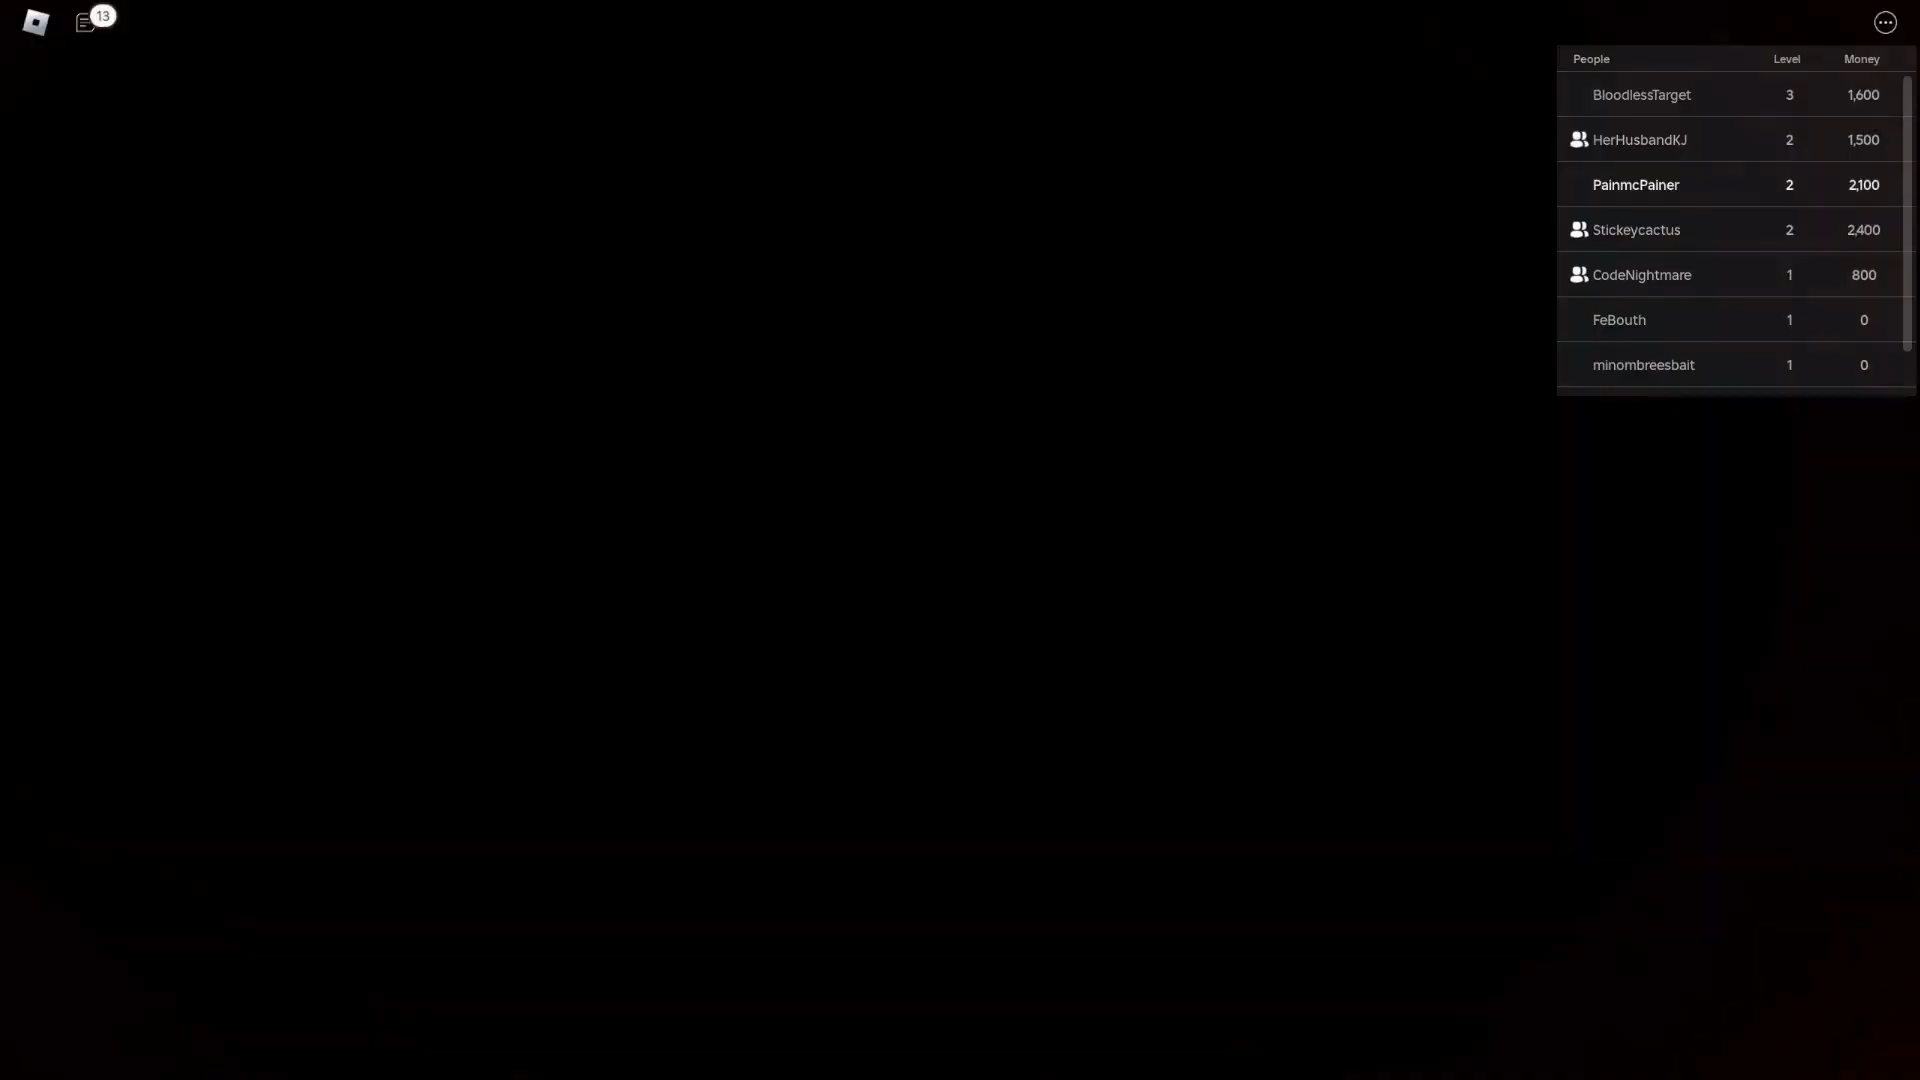 13
People Level Money
BloodlessTarget 3 1,600
HerHusbandKJ 2 1,500
PainmcPainer 2 2,100
Stickeycactus 2 2,400
CodeNightmare 1 800
FeBouth 1 0
minombreesbait 1 0